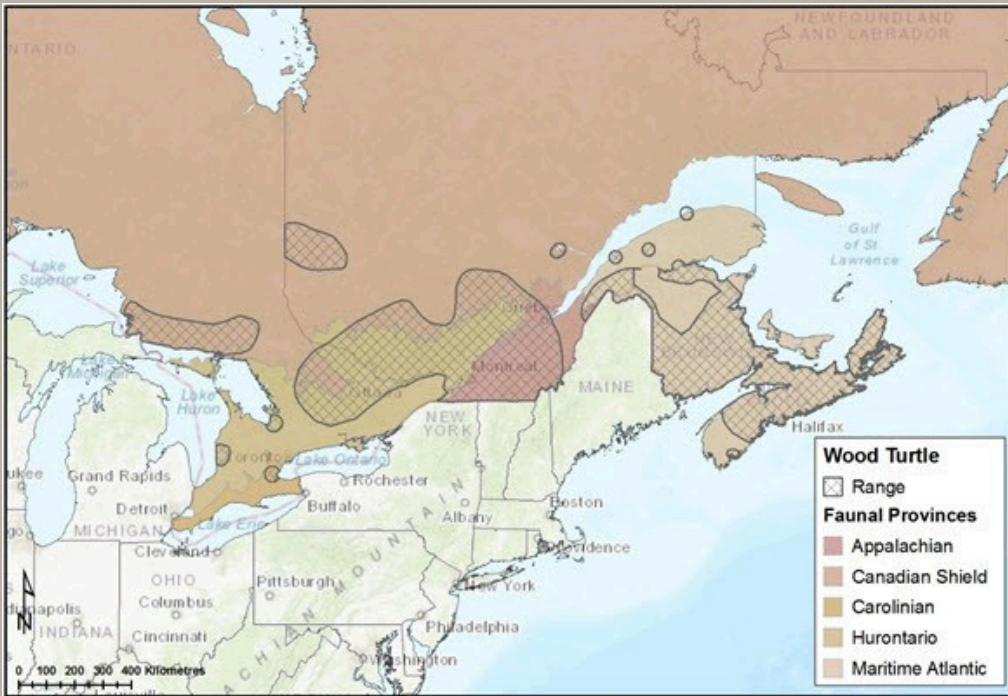 NEWFOUNDLAND
AND LABRADOR
NTARIO
Lake
Superior
Gulf
of St
Lawrence
Montreal
Ottawa
MAINE
Lake
Huron
NEW
YORK
Halifax
Toronto
Lake Ontario
Rochester
Grand Rapids
Buffalo
Detroit
Albany
Boston
MICHIGAN
Lake Erie
Providence
Cleveland
OHIO
Pittsburgh
New York
Columbus
Philadelphia
INDIANA
Cincinnati
Washington
ACHIAN MOUNTAIN
Wood Turtle
Range
Faunal Provinces
Appalachian
Canadian Shield
Carolinian
Hurontario
Maritime Atlantic
N
0 100 200 300 400 Kilometres